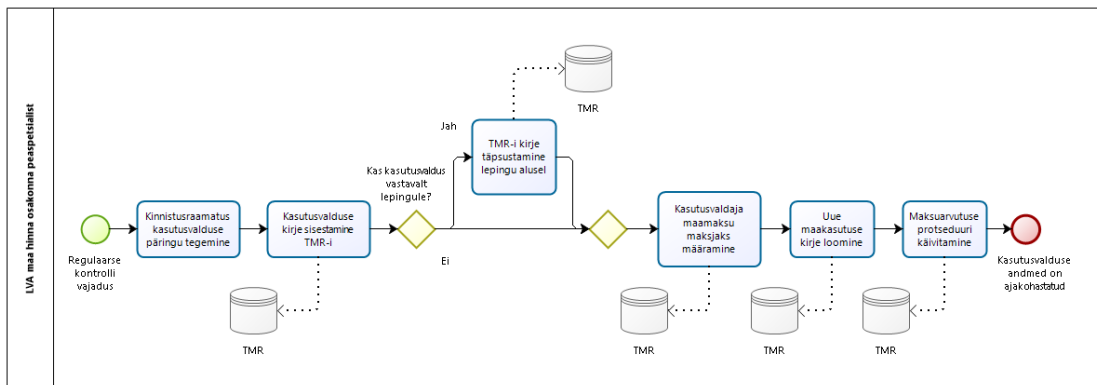 LVA maa hinna osakonna peaspetsialist
Regulaarse
kontrolli
vajadus
Kinnistusraamatus
kasutusvalduse
päringu tegemine
Kasutusvalduse
kirje sisestamine
TMR-i
TMR
Kas kasutusvaldus
vastavalt
lepingule?
Jah
Ei
TMR-i kirje
täpsustamine
lepingu alusel
TMR
Kasutusvaldaja
maamaksu
maksjaks
määramine
TMR
Uue
maakasutuse
kirje loomine
TMR
Maksuarvutuse
protseduuri
käivitamine
TMR
Kasutusvalduse
andmed on
ajakohastatud